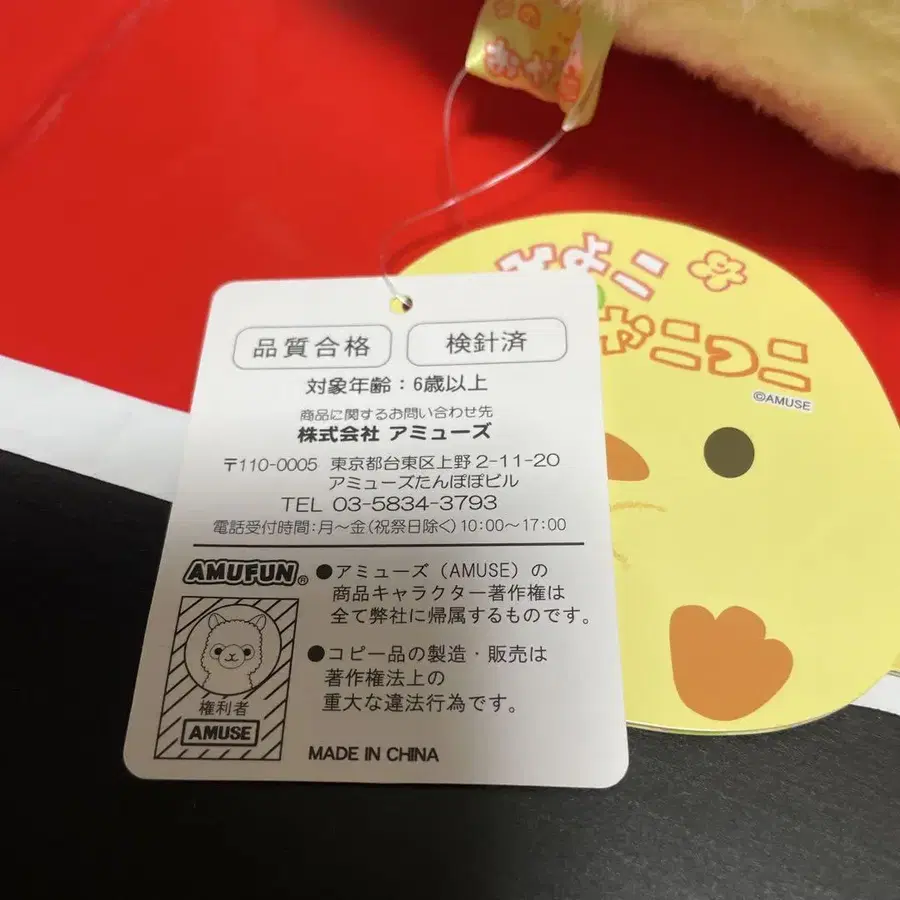 ひよこ
©AMUSE
品質合格
検針済
対象年齢：6歳以上
商品に関するお問い合わせ先
株式会社 アミューズ
〒110-0005 東京都台東区上野2-11-20
アミューズたんぽぽビル
TEL 03-5834-3793
電話受付時間：月～金(祝祭日除く)10:00～17:00
AMUFUN®
●アミューズ（AMUSE）の
商品キャラクター著作権は
全て弊社に帰属するものです。
●コピー品の製造・販売は
著作権法上の
重大な違法行為です。
権利者
AMUSE
MADE IN CHINA